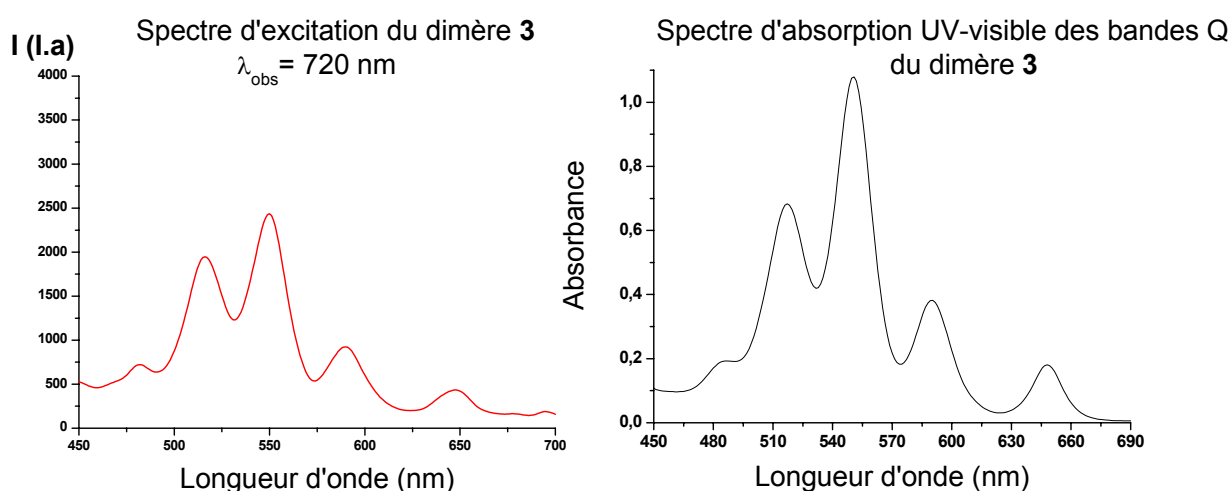 Spectre d'excitation du dimère 3
λobs= 720 nm
I (I.a)
4000
3500
3000
2500
2000
1500
1000
500
0
450 500 550 600 650 700
Longueur d'onde (nm)
Spectre d'absorption UV-visible des bandes Q
du dimère 3
Absorbance
1,0
0,8
0,6
0,4
0,2
0,0
450 480 510 540 570 600 630 660 690
Longueur d'onde (nm)